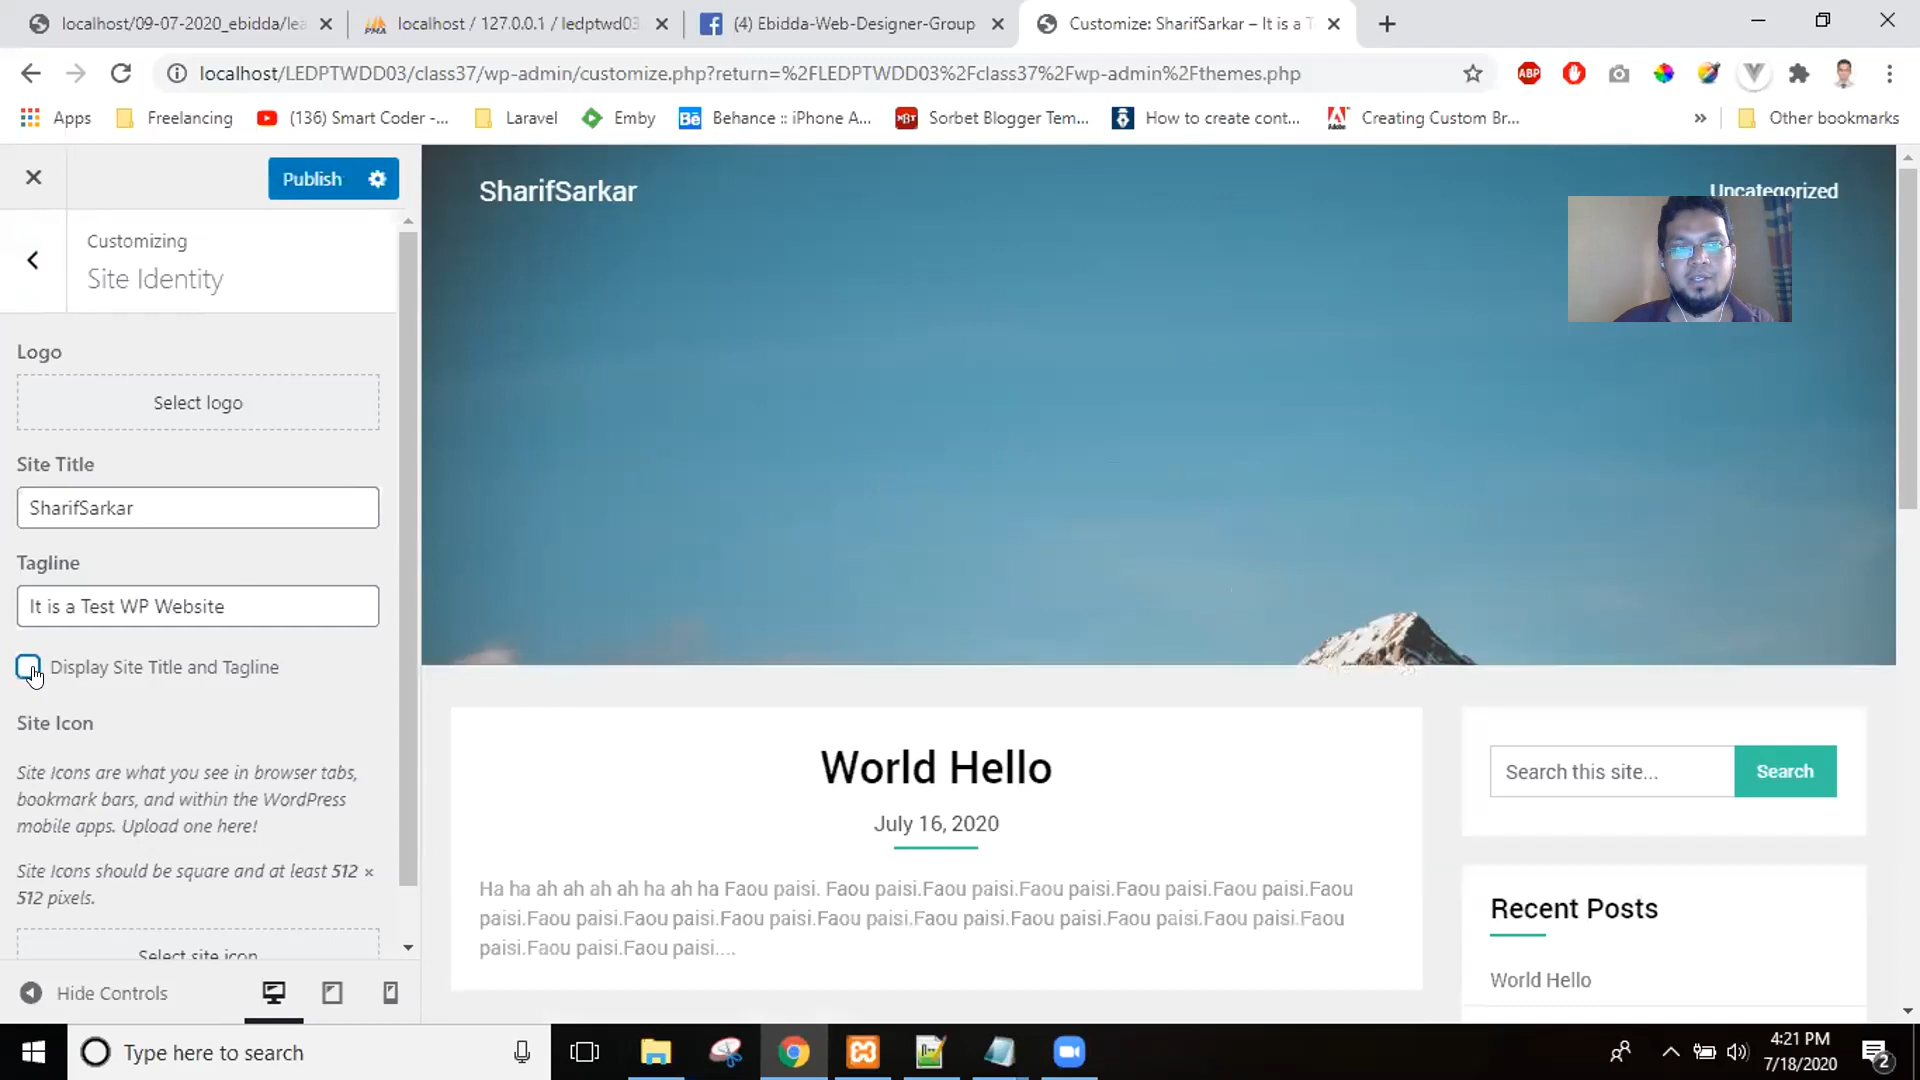 localhost/09-07-2020_ebidda/lea
localhost / 127.0.0.1 / ledptwd03
(4) Ebidda-Web-Designer-Group
Customize: SharifSarkar – It is a T
localhost/LEDPTWDD03/class37/wp-admin/customize.php?return=%2FLEDPTWDD03%2Fclass37%2Fwp-admin%2Fthemes.php
Apps
Freelancing
(136) Smart Coder -...
Laravel
Emby
Behance :: iPhone A...
Sorbet Blogger Tem...
How to create cont...
Creating Custom Br...
Other bookmarks
Publish
Customizing
Site Identity
Logo
Select logo
Site Title
SharifSarkar
Tagline
It is a Test WP Website
Display Site Title and Tagline
Site Icon
Site Icons are what you see in browser tabs,
bookmark bars, and within the WordPress
mobile apps. Upload one here!
Site Icons should be square and at least 512 ×
512 pixels.
Select site icon
Hide Controls
SharifSarkar
Uncategorized
World Hello
July 16, 2020
Ha ha ah ah ah ah ha ah ha Faou paisi. Faou paisi.Faou paisi.Faou paisi.Faou paisi.Faou paisi.Faou
paisi.Faou paisi.Faou paisi.Faou paisi.Faou paisi.Faou paisi.Faou paisi.Faou paisi.Faou paisi.Faou
paisi.Faou paisi.Faou paisi....
Search this site...
Search
Recent Posts
World Hello
Type here to search
4:21 PM
7/18/2020
2